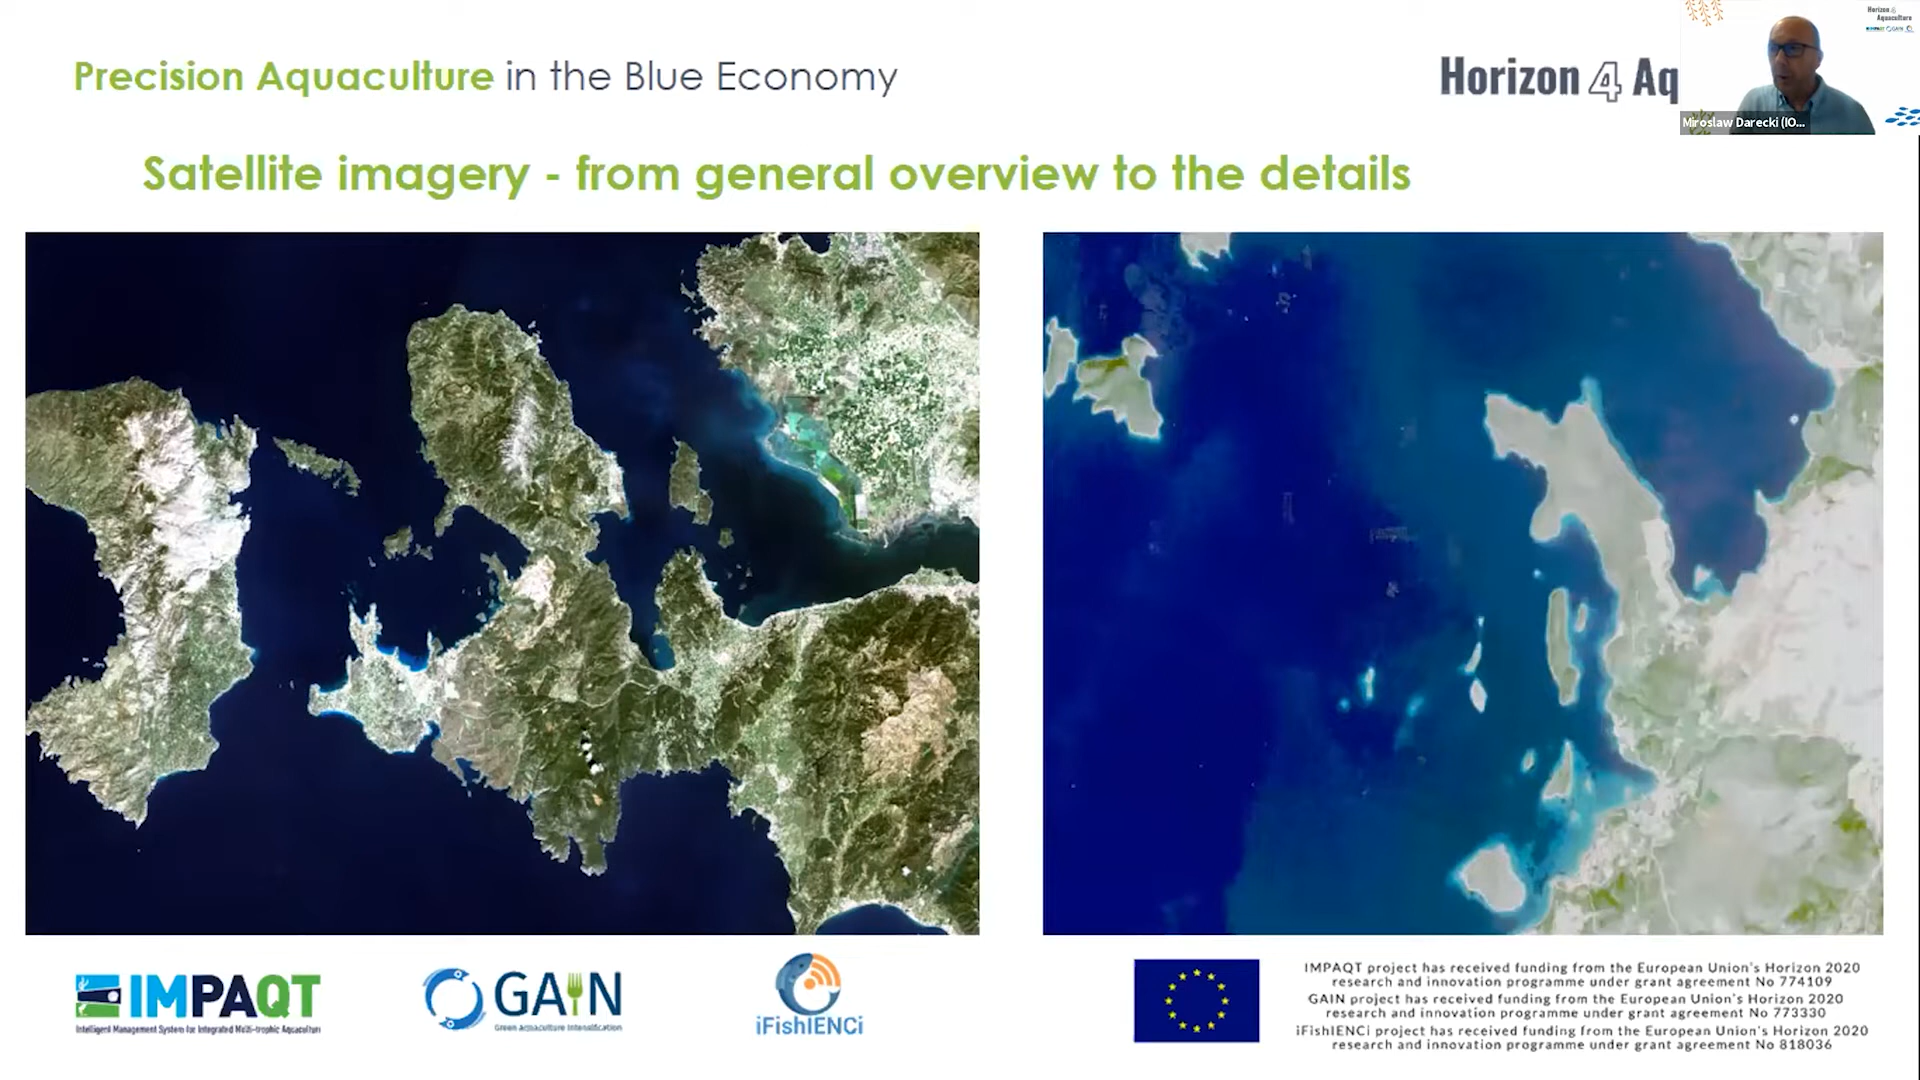 Precision Aquaculture in the Blue Economy
Horizon 4 Aq
Horizon 4
Aquaculture
Miroslaw Darecki (IO...
Satellite imagery - from general overview to the details
IMPAQT
Intelligent Management System for Integrated Multi-trophic Aquaculture
GAIN
Green Aquaculture Intensification
iFishIENCi
IMPAQT project has received funding from the European Union's Horizon 2020
research and innovation programme under grant agreement No 774109
GAIN project has received funding from the European Union's Horizon 2020
research and innovation programme under grant agreement No 773330
iFishIENCi project has received funding from the European Union's Horizon 2020
research and innovation programme under grant agreement No 818036